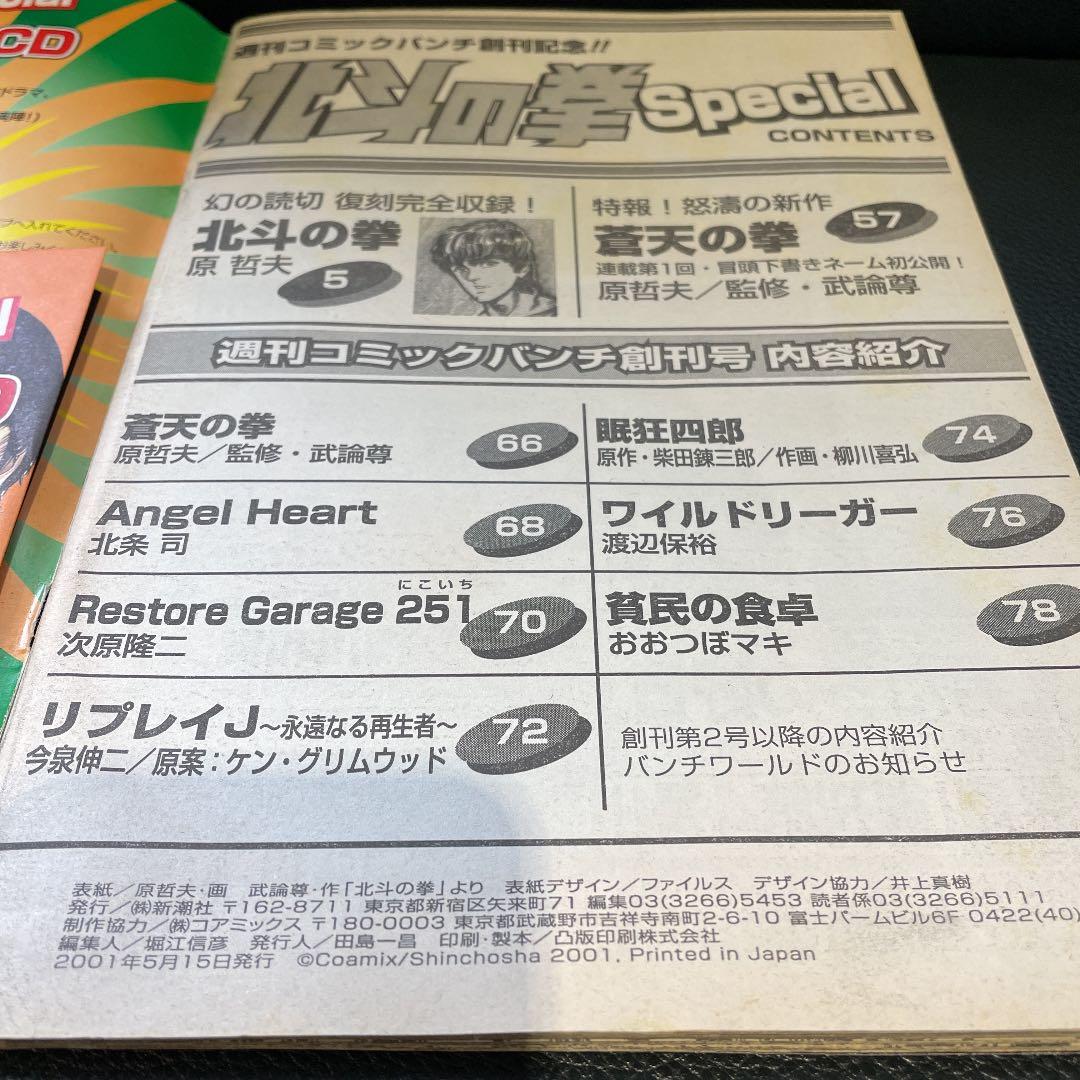 cial
CD
ドラマ、
両陣!)
プへ入れてください。
週刊コミックバンチ創刊記念!!
北斗の拳 Special
CONTENTS
幻の読切 復刻完全収録!
北斗の拳
原 哲夫
5
特報!怒濤の新作
蒼天の拳
57
連載第1回・冒頭下書きネーム初公開!
原哲夫/監修・武論尊
週刊コミックバンチ創刊号 内容紹介
蒼天の拳
原哲夫/監修・武論尊
66
眠狂四郎
原作・柴田錬三郎/作画・柳川喜弘
74
Angel Heart
北条 司
68
ワイルドリーガー
渡辺保裕
76
にこいち
Restore Garage 251
次原隆二
70
貧民の食卓
おおつぼマキ
78
リプレイJ〜永遠なる再生者〜
今泉伸二/原案:ケン・グリムウッド
72
創刊第2号以降の内容紹介
バンチワールドのお知らせ
表紙/原哲夫・画 武論尊・作「北斗の拳」より 表紙デザイン/ファイルス デザイン協力/井上真樹
発行/㈱新潮社 〒162-8711 東京都新宿区矢来町71 編集03(3266)5453 読者係03(3266)5111
制作協力/㈱コアミックス 〒180-0003 東京都武蔵野市吉祥寺南町2-6-10 富士パームビル6F 0422(40)
編集人/堀江信彦 発行人/田島一昌 印刷・製本/凸版印刷株式会社
2001年5月15日発行 ©Coamix/Shinchosha 2001, Printed in Japan